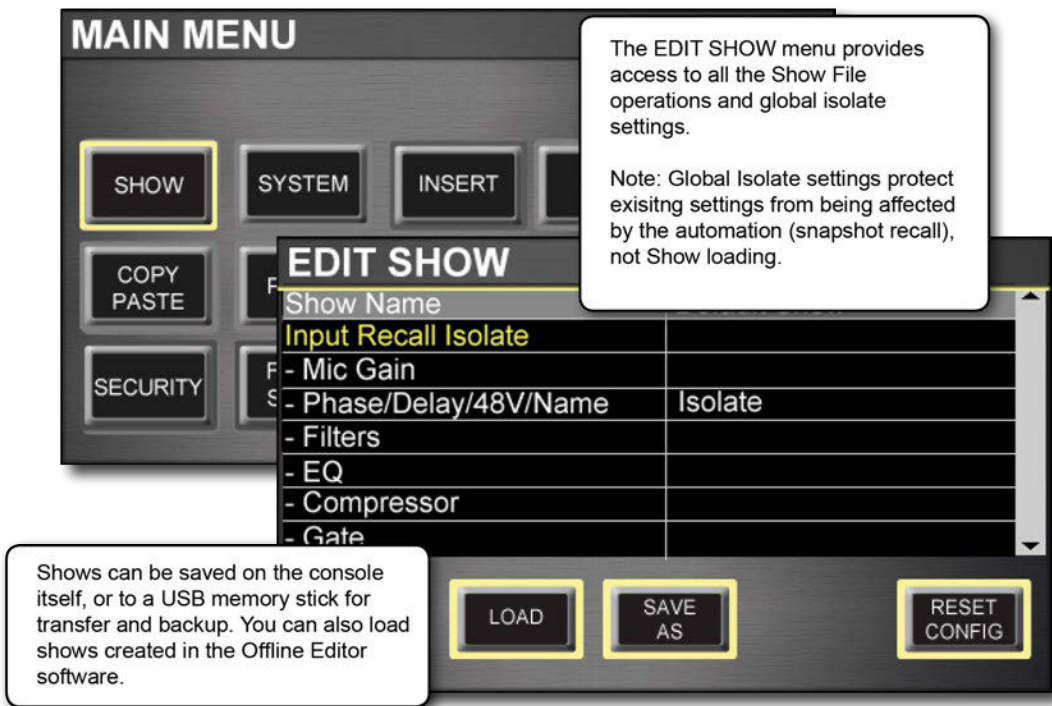 MAIN MENU
The EDIT SHOW menu provides
access to all the Show File
operations and global isolate
settings.
Note: Global Isolate settings protect
exisitng settings from being affected
by the automation (snapshot recall),
not Show loading.
SHOW
SYSTEM
INSERT
COPY
PASTE
SECURITY
EDIT SHOW
Show Name
Input Recall Isolate
- Mic Gain
- Phase/Delay/48V/Name Isolate
- Filters
- EQ
- Compressor
- Gate
Shows can be saved on the console
itself, or to a USB memory stick for
transfer and backup. You can also load
shows created in the Offline Editor
software.
LOAD
SAVE
AS
RESET
CONFIG